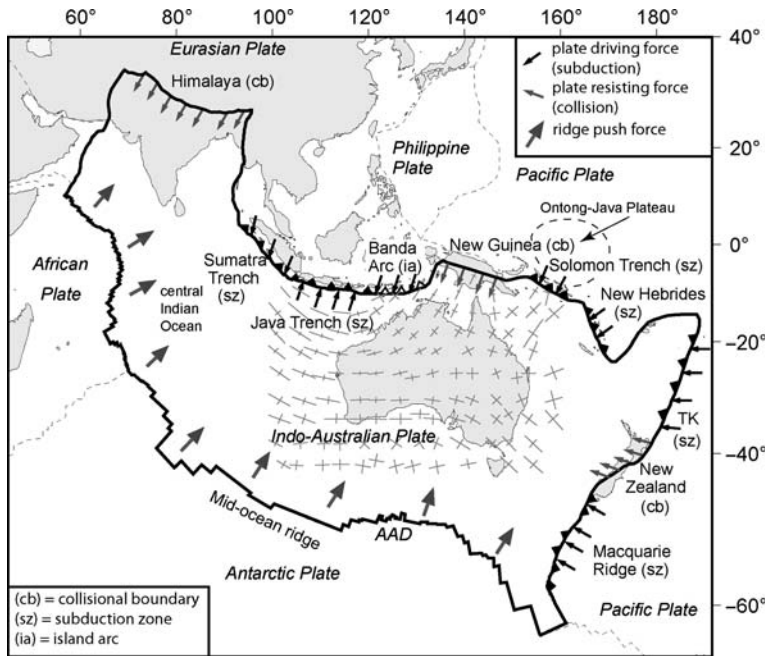 60° 80° 100° 120° 140° 160° 180°
40°
20°
0°
–20°
–40°
–60°
Eurasian Plate
Himalaya (cb)
plate driving force
(subduction)
plate resisting force
(collision)
ridge push force
Philippine
Plate
Pacific Plate
Ontong-Java Plateau
African
Plate
Sumatra
Trench
(sz)
Banda
Arc (ia)
New Guinea (cb)
Solomon Trench (sz)
New Hebrides
(sz)
central
Indian
Ocean
Java Trench (sz)
Indo-Australian Plate
TK
(sz)
New
Zealand
(cb)
Mid-ocean ridge
AAD
Macquarie
Ridge (sz)
Antarctic Plate
Pacific Plate
(cb) = collisional boundary
(sz) = subduction zone
(ia) = island arc